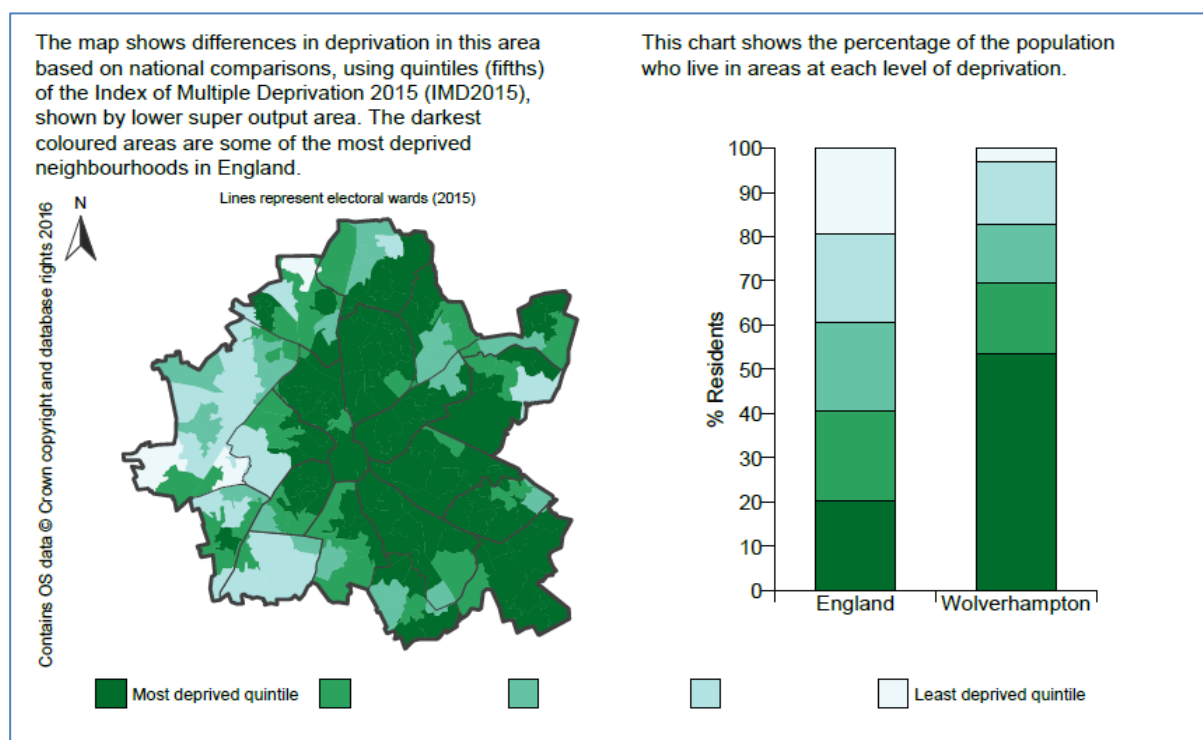 The map shows differences in deprivation in this area
based on national comparisons, using quintiles (fifths)
of the Index of Multiple Deprivation 2015 (IMD2015),
shown by lower super output area. The darkest
coloured areas are some of the most deprived
neighbourhoods in England.
Lines represent electoral wards (2015)
N
Contains OS data © Crown copyright and database rights 2016
This chart shows the percentage of the population
who live in areas at each level of deprivation.
% Residents
100
90
80
70
60
50
40
30
20
10
0
England
Wolverhampton
Most deprived quintile
Least deprived quintile